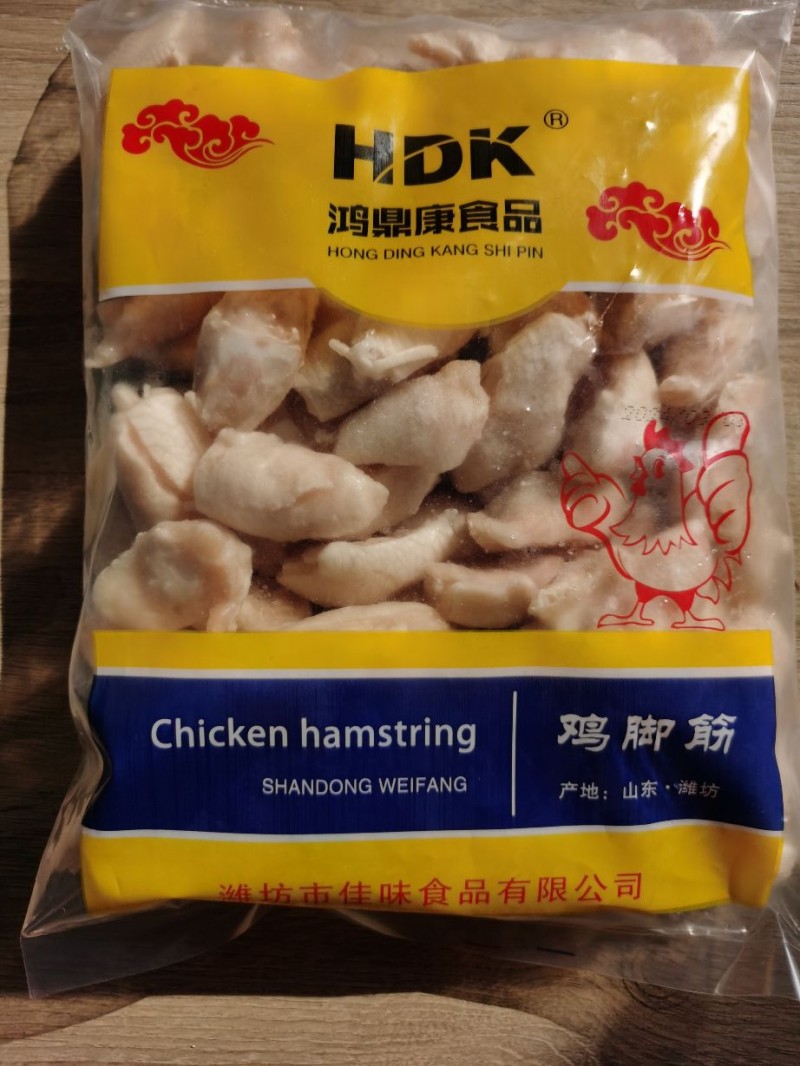 HDK®
鸿鼎康食品
HONG DING KANG SHI PIN
Chicken hamstring
SHANDONG WEIFANG
鸡脚筋
产地：山东·潍坊
潍坊市佳味食品有限公司